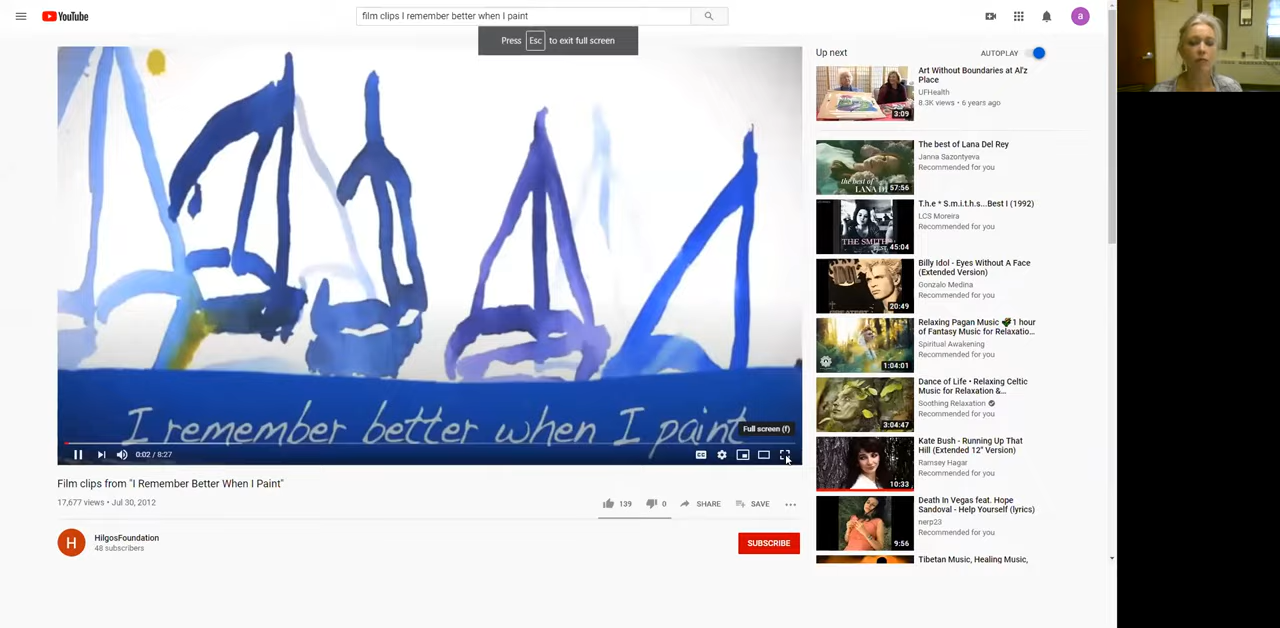 YouTube
film clips I remember better when I paint
a
Press Esc to exit full screen
I remember better when I paint
Full screen (f)
0:02 / 8:27
CC
Film clips from "I Remember Better When I Paint"
17,677 views • Jul 30, 2012
139
0
SHARE
SAVE
H
HilgosFoundation
48 subscribers
SUBSCRIBE
Up next
AUTOPLAY
3:09
Art Without Boundaries at Al'z
Place
UFHealth
8.3K views • 6 years ago
the best of
57:56
The best of Lana Del Rey
Janna Sazontyeva
Recommended for you
THE SMITHS
45:04
T.h.e * S.m.i.t.h.s...Best I (1992)
LCS Moreira
Recommended for you
20:49
Billy Idol - Eyes Without A Face
(Extended Version)
Gonzalo Medina
Recommended for you
1:04:01
Relaxing Pagan Music 🌿1 hour
of Fantasy Music for Relaxatio...
Spiritual Awakening
Recommended for you
3:04:47
Dance of Life • Relaxing Celtic
Music for Relaxation &...
Soothing Relaxation
Recommended for you
10:33
Kate Bush - Running Up That
Hill (Extended 12" Version)
Ramsey Hagar
Recommended for you
9:56
Death In Vegas feat. Hope
Sandoval - Help Yourself (lyrics)
nerp23
Recommended for you
Tibetan Music, Healing Music,